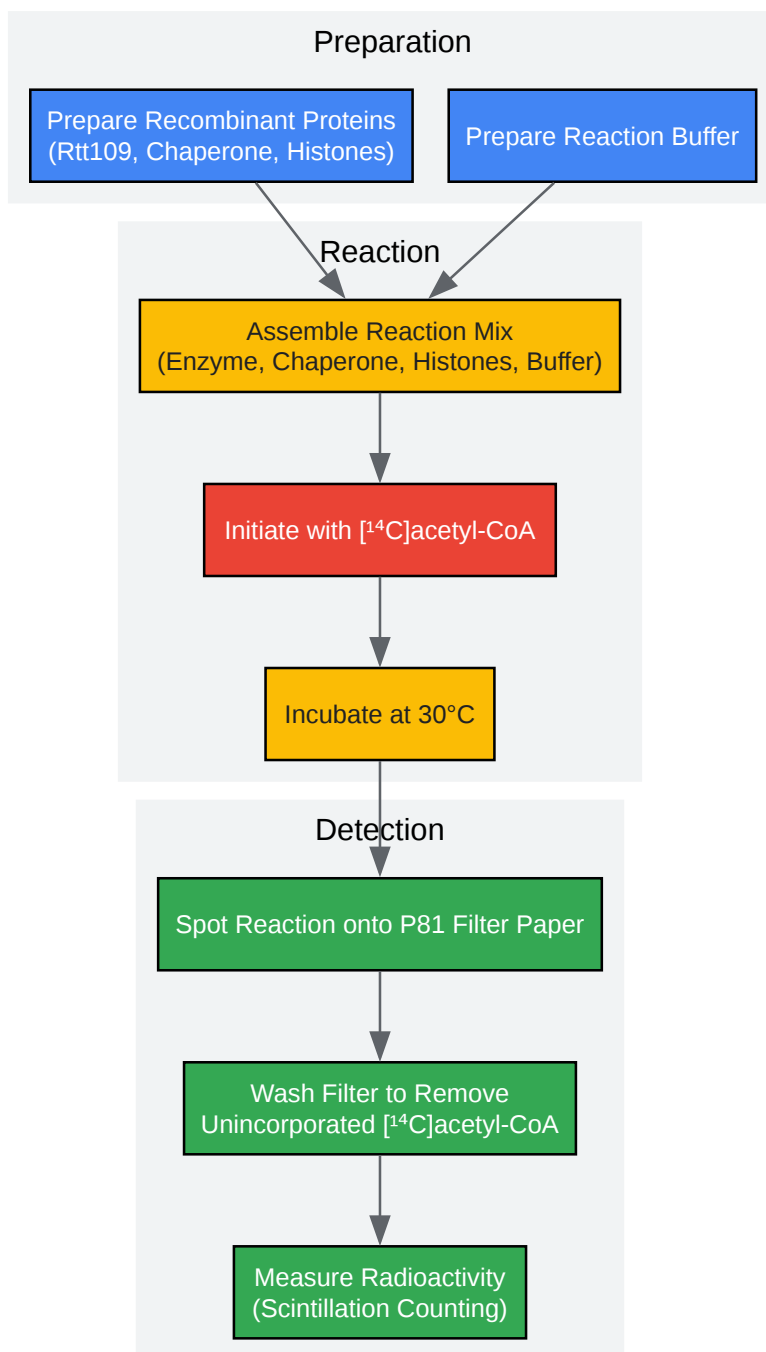 Preparation
Prepare Recombinant Proteins
(Rtt109, Chaperone, Histones)
Prepare Reaction Buffer
Reaction
Assemble Reaction Mix
(Enzyme, Chaperone, Histones, Buffer)
Initiate with [¹⁴C]acetyl-CoA
Incubate at 30°C
Detection
Spot Reaction onto P81 Filter Paper
Wash Filter to Remove
Unincorporated [¹⁴C]acetyl-CoA
Measure Radioactivity
(Scintillation Counting)